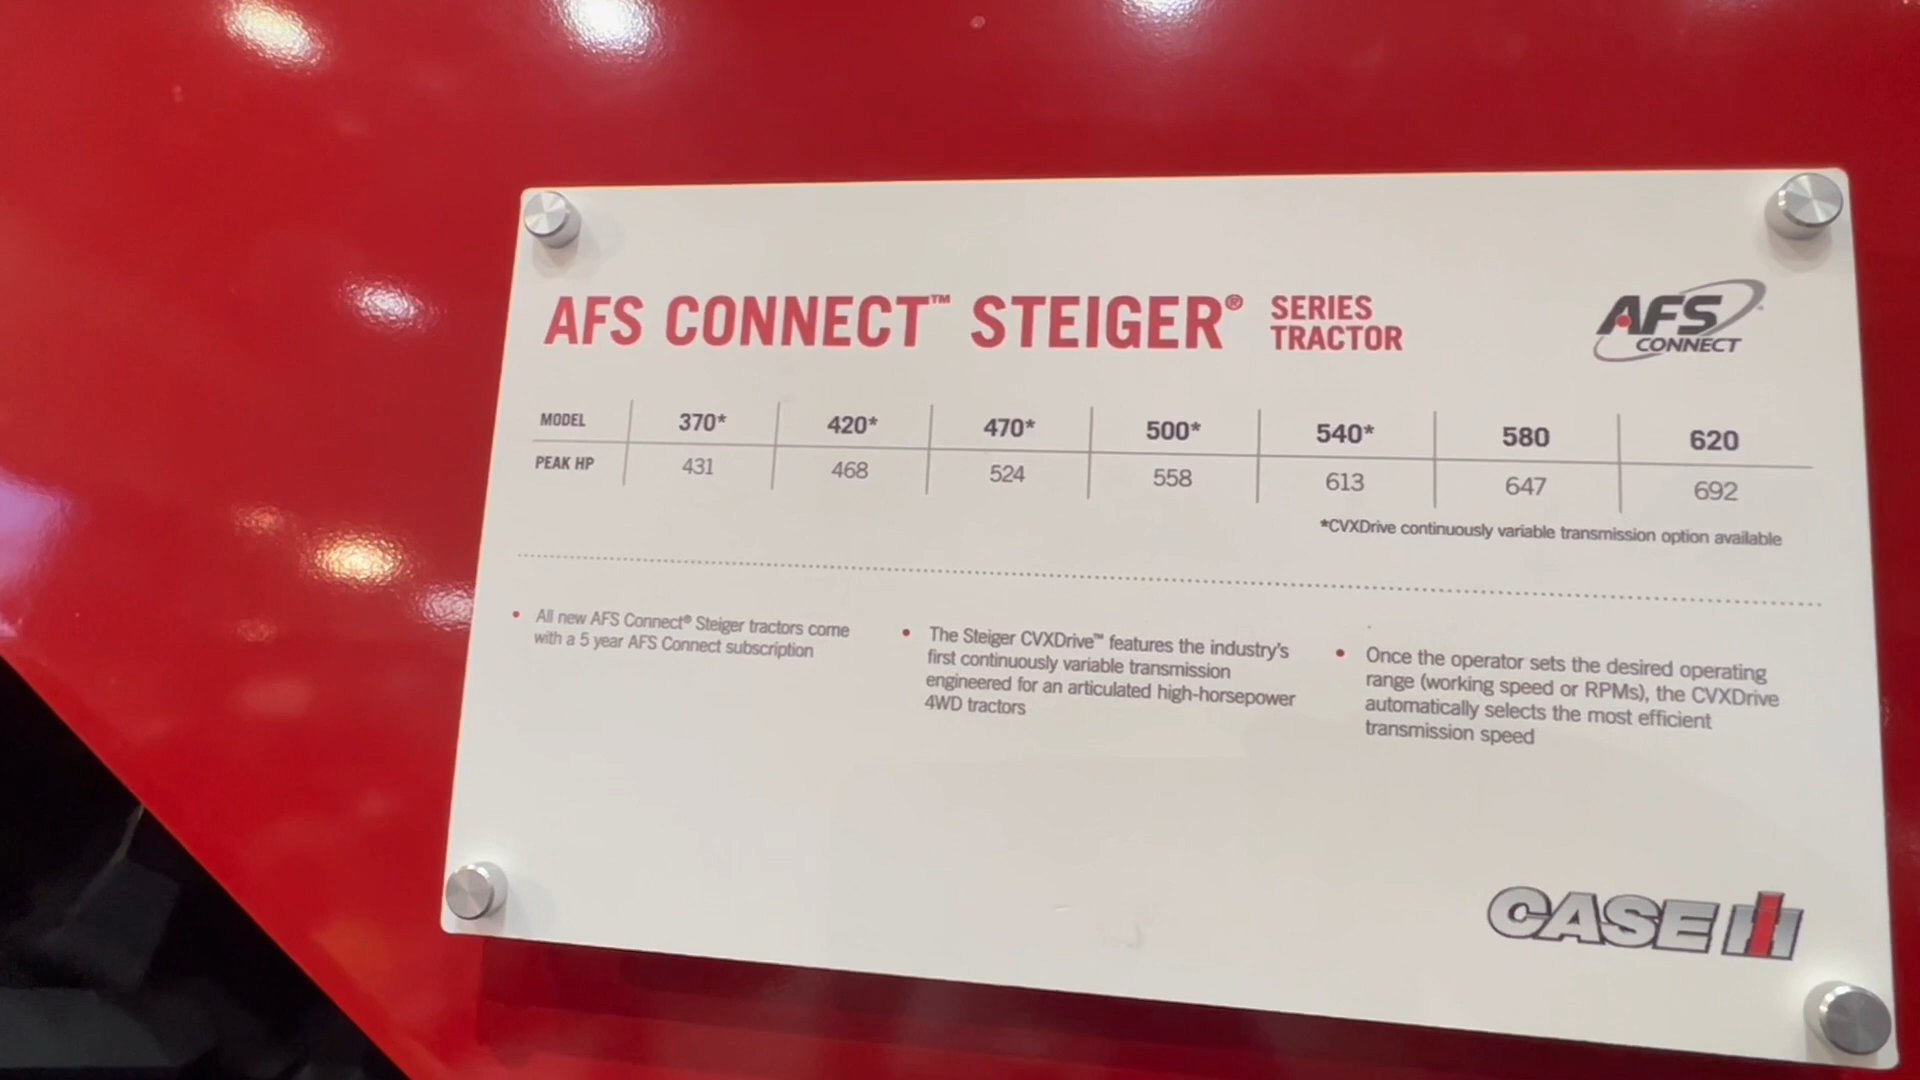 AFS CONNECT™ STEIGER® SERIES TRACTOR
AFS CONNECT
MODEL 370* 420* 470* 500* 540* 580 620
PEAK HP 431 468 524 558 613 647 692
*CVXDrive continuously variable transmission option available
• All new AFS Connect® Steiger tractors come
with a 5 year AFS Connect subscription
• The Steiger CVXDrive™ features the industry's
first continuously variable transmission
engineered for an articulated high-horsepower
4WD tractors
• Once the operator sets the desired operating
range (working speed or RPMs), the CVXDrive
automatically selects the most efficient
transmission speed
CASE IH